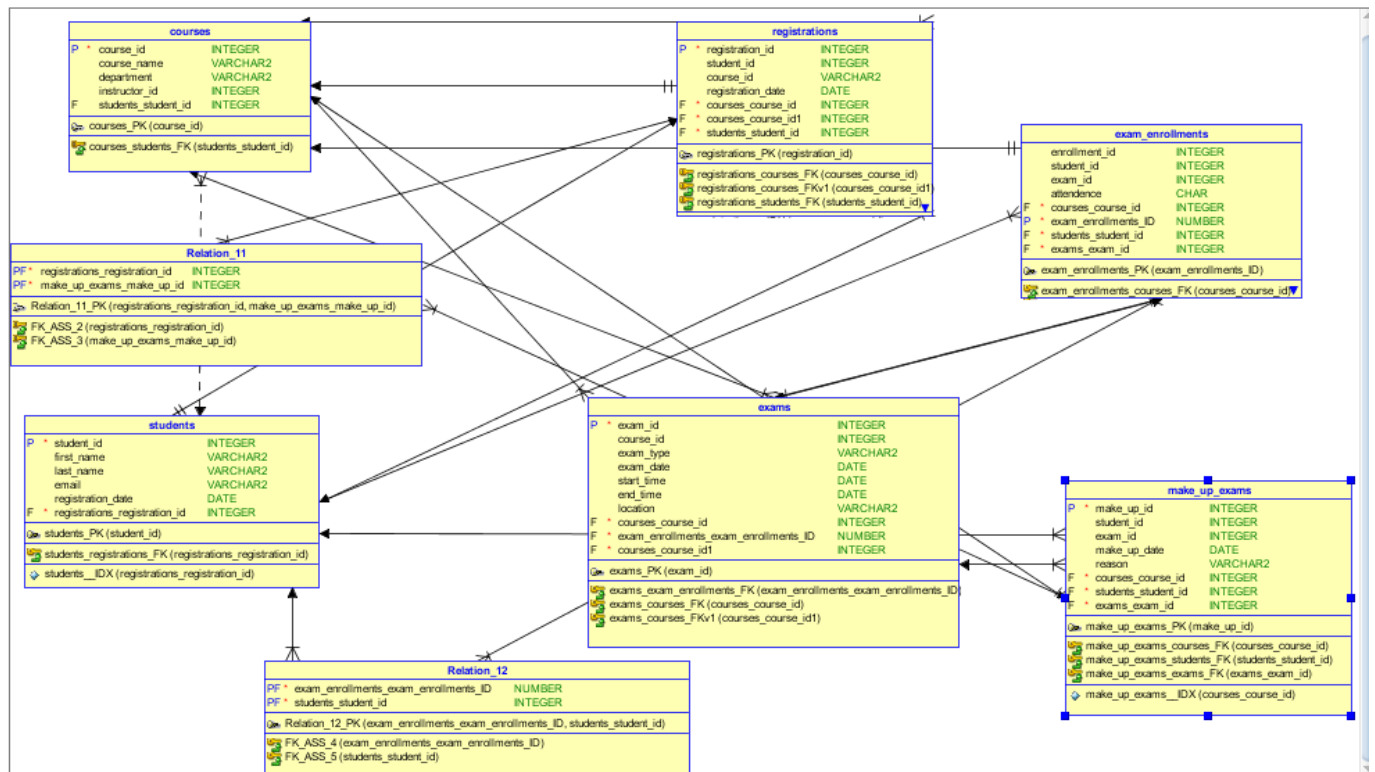 courses
P * course_id INTEGER
course_name VARCHAR2
department VARCHAR2
instructor_id INTEGER
F students_student_id INTEGER
courses_PK (course_id)
courses_students_FK (students_student_id)
registrations
P * registration_id INTEGER
student_id INTEGER
course_id VARCHAR2
registration_date DATE
F * courses_course_id INTEGER
F * courses_course_id1 INTEGER
F * students_student_id INTEGER
registrations_PK (registration_id)
registrations_courses_FK (courses_course_id)
registrations_courses_FKv1 (courses_course_id1)
registrations_students_FK (students_student_id)
exam_enrollments
enrollment_id INTEGER
student_id INTEGER
exam_id INTEGER
attendence CHAR
F * courses_course_id INTEGER
P * exam_enrollments_ID NUMBER
F * students_student_id INTEGER
F * exams_exam_id INTEGER
exam_enrollments_PK (exam_enrollments_ID)
exam_enrollments_courses_FK (courses_course_id)
Relation_11
PF * registrations_registration_id INTEGER
PF * make_up_exams_make_up_id INTEGER
Relation_11_PK (registrations_registration_id, make_up_exams_make_up_id)
FK_ASS_2 (registrations_registration_id)
FK_ASS_3 (make_up_exams_make_up_id)
students
P * student_id INTEGER
first_name VARCHAR2
last_name VARCHAR2
email VARCHAR2
registration_date DATE
F * registrations_registration_id INTEGER
students_PK (student_id)
students_registrations_FK (registrations_registration_id)
students__IDX (registrations_registration_id)
exams
P * exam_id INTEGER
course_id INTEGER
exam_type VARCHAR2
exam_date DATE
start_time DATE
end_time DATE
location VARCHAR2
F * courses_course_id INTEGER
F * exam_enrollments_exam_enrollments_ID NUMBER
F * courses_course_id1 INTEGER
exams_PK (exam_id)
exams_exam_enrollments_FK (exam_enrollments_exam_enrollments_ID)
exams_courses_FK (courses_course_id)
exams_courses_FKv1 (courses_course_id1)
make_up_exams
P * make_up_id INTEGER
student_id INTEGER
exam_id INTEGER
make_up_date DATE
reason VARCHAR2
F * courses_course_id INTEGER
F * students_student_id INTEGER
F * exams_exam_id INTEGER
make_up_exams_PK (make_up_id)
make_up_exams_courses_FK (courses_course_id)
make_up_exams_students_FK (students_student_id)
make_up_exams_exams_FK (exams_exam_id)
make_up_exams__IDX (courses_course_id)
Relation_12
PF * exam_enrollments_exam_enrollments_ID NUMBER
PF * students_student_id INTEGER
Relation_12_PK (exam_enrollments_exam_enrollments_ID, students_student_id)
FK_ASS_4 (exam_enrollments_exam_enrollments_ID)
FK_ASS_5 (students_student_id)